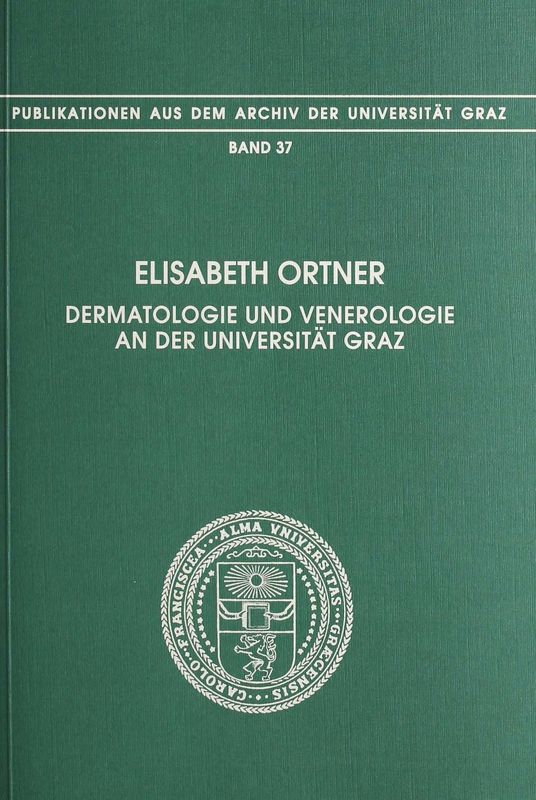 PUBLIKATIONEN AUS DEM ARCHIV DER UNIVERSITÄT GRAZ
BAND 37
ELISABETH ORTNER
DERMATOLOGIE UND VENEROLOGIE
AN DER UNIVERSITÄT GRAZ
CAROLO · FRANCISCEA · · · ALMA VNIVERSITAS · · · GRÆCENSIS · · ·